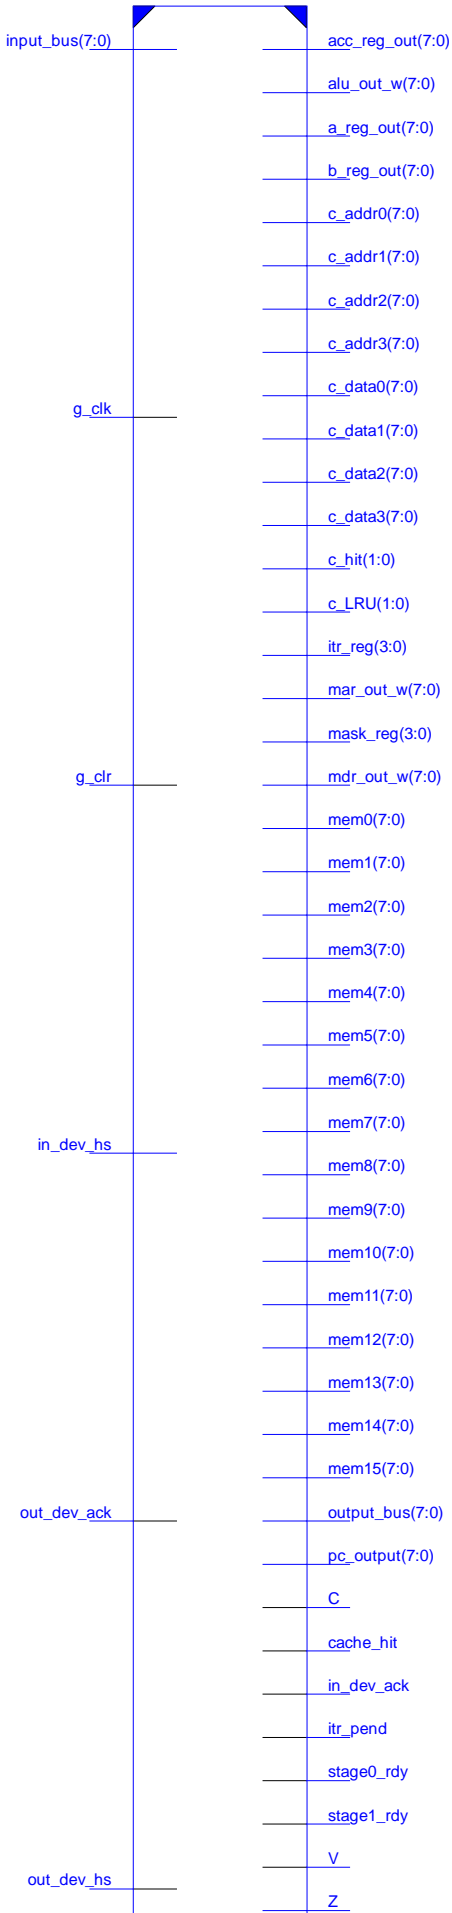 input_bus(7:0)
g_clk
g_clr
in_dev_hs
out_dev_ack
out_dev_hs
acc_reg_out(7:0)
alu_out_w(7:0)
a_reg_out(7:0)
b_reg_out(7:0)
c_addr0(7:0)
c_addr1(7:0)
c_addr2(7:0)
c_addr3(7:0)
c_data0(7:0)
c_data1(7:0)
c_data2(7:0)
c_data3(7:0)
c_hit(1:0)
c_LRU(1:0)
itr_reg(3:0)
mar_out_w(7:0)
mask_reg(3:0)
mdr_out_w(7:0)
mem0(7:0)
mem1(7:0)
mem2(7:0)
mem3(7:0)
mem4(7:0)
mem5(7:0)
mem6(7:0)
mem7(7:0)
mem8(7:0)
mem9(7:0)
mem10(7:0)
mem11(7:0)
mem12(7:0)
mem13(7:0)
mem14(7:0)
mem15(7:0)
output_bus(7:0)
pc_output(7:0)
C
cache_hit
in_dev_ack
itr_pend
stage0_rdy
stage1_rdy
V
Z